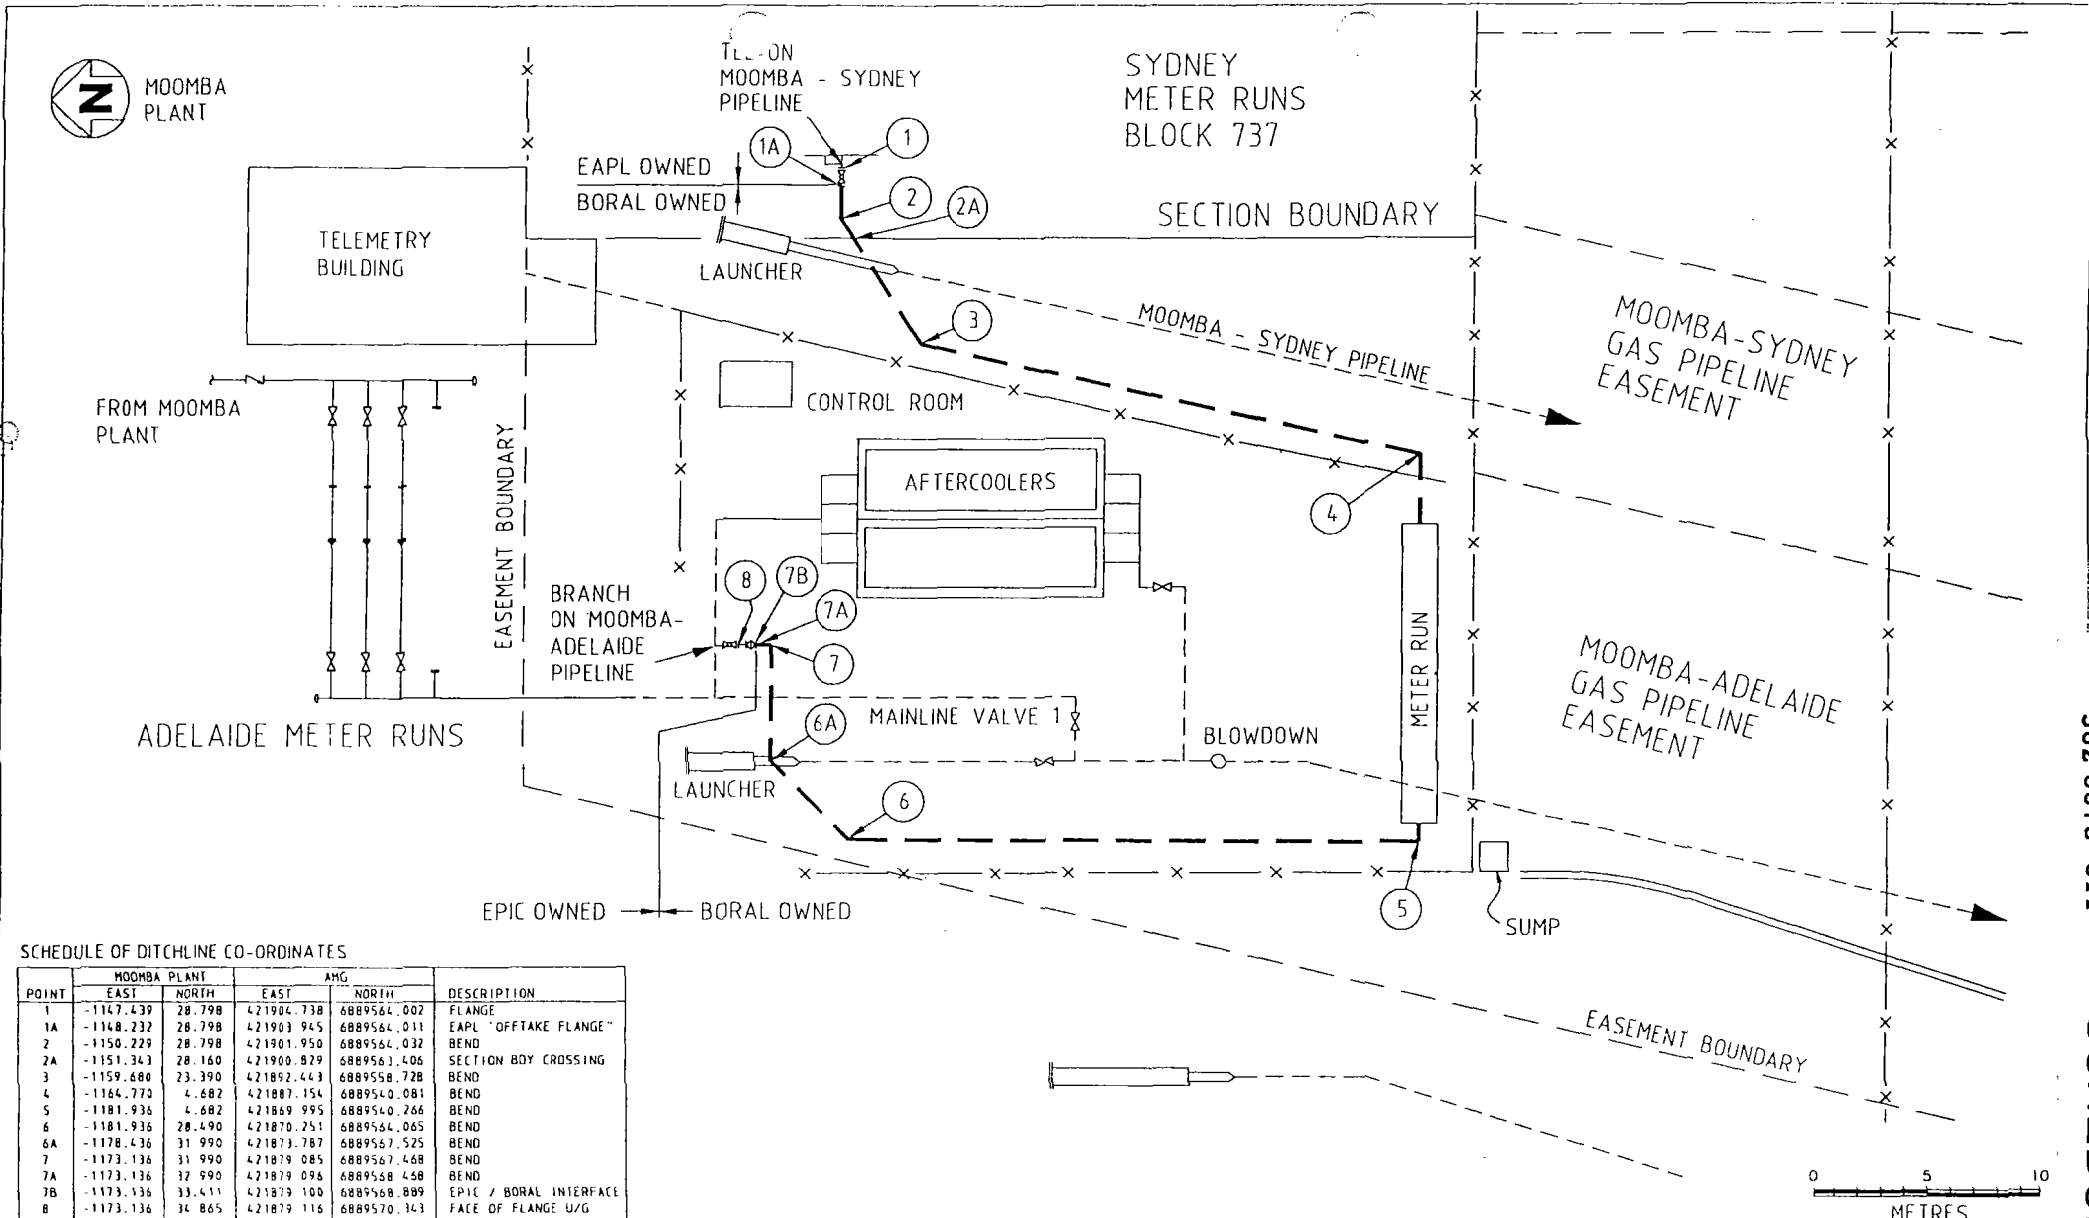 N
MOOMBA
PLANT
MOOMBA - SYDNEY
PIPELINE
SYDNEY
METER RUNS
BLOCK 737
1A
1
EAPL OWNED
BORAL OWNED
2
2A
SECTION BOUNDARY
TELEMETRY
BUILDING
LAUNCHER
3
MOOMBA - SYDNEY PIPELINE
MOOMBA-SYDNEY
GAS PIPELINE
EASEMENT
FROM MOOMBA
PLANT
CONTROL ROOM
EASEMENT BOUNDARY
AFTERCOOLERS
4
BRANCH
ON MOOMBA-
ADELAIDE
PIPELINE
8
7B
7A
7
METER RUN
MOOMBA-ADELAIDE
GAS PIPELINE
EASEMENT
ADELAIDE METER RUNS
6A
MAINLINE VALVE 1
BLOWDOWN
LAUNCHER
6
EPIC OWNED
BORAL OWNED
5
SUMP
EASEMENT BOUNDARY
SCHEDULE OF DITCHLINE CO-ORDINATES
POINT MOOMBA PLANT AMG DESCRIPTION
EAST NORTH EAST NORTH
1 -1147.439 28.798 421904.738 6889564.002 FLANGE
1A -1148.232 28.798 421903 945 6889564.011 EAPL "OFFTAKE FLANGE"
2 -1150.229 28.798 421901.950 6889564.032 BEND
2A -1151.343 28.160 421900.829 6889563.406 SECTION BDY CROSSING
3 -1159.680 23.390 421892.443 6889558.728 BEND
4 -1164.773 4.682 421887.154 6889540.081 BEND
5 -1181.936 4.682 421869 995 6889540.266 BEND
6 -1181.936 28.490 421870.251 6889564.065 BEND
6A -1178.436 31 990 421873.787 6889567.525 BEND
7 -1173.136 31 990 421879 085 6889567.468 BEND
7A -1173.136 32 990 421879 096 6889568 468 BEND
7B -1173.136 33.411 421879 100 6889568.889 EPIC / BORAL INTERFACE
8 -1173.136 34 865 421879 116 6889570.343 FACE OF FLANGE U/G
0 5 10
METRES